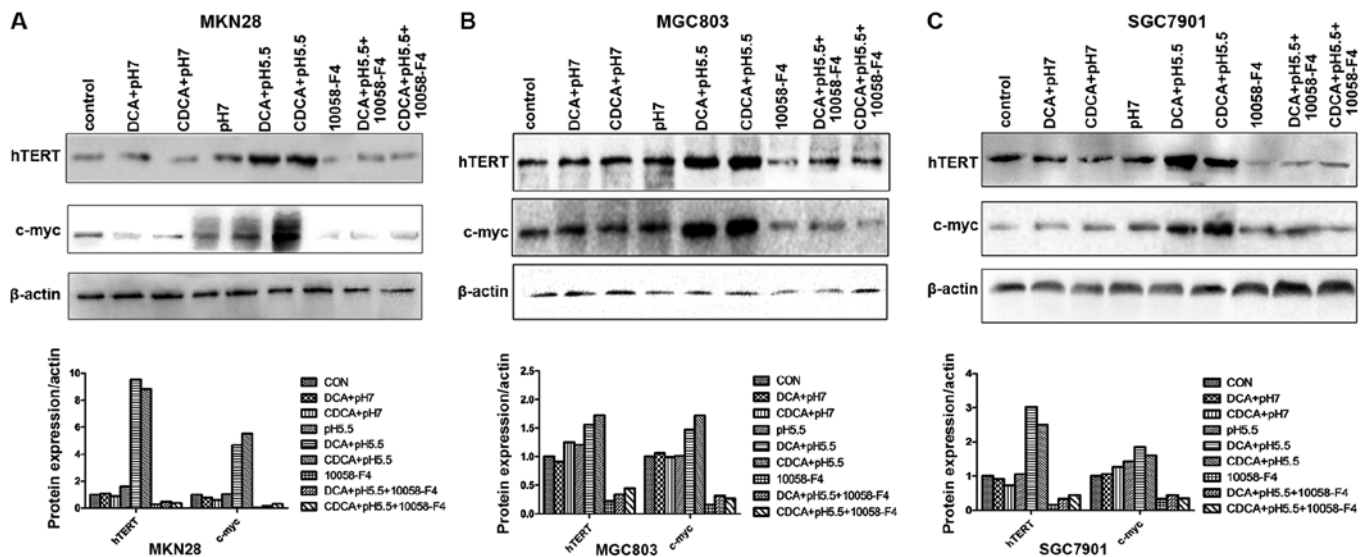 A
MKN28
control
DCA+pH7
CDCA+pH7
pH7
DCA+pH5.5
CDCA+pH5.5
10058-F4
DCA+pH5.5+
10058-F4
CDCA+pH5.5+
10058-F4
hTERT
c-myc
β-actin
Protein expression/actin
10
8
6
4
2
0
hTERT
c-myc
MKN28
CON
DCA+pH7
CDCA+pH7
pH5.5
DCA+pH5.5
CDCA+pH5.5
10058-F4
DCA+pH5.5+10058-F4
CDCA+pH5.5+10058-F4
B
MGC803
control
DCA+pH7
CDCA+pH7
pH7
DCA+pH5.5
CDCA+pH5.5
10058-F4
DCA+pH5.5+
10058-F4
CDCA+pH5.5+
10058-F4
hTERT
c-myc
β-actin
Protein expression/actin
2.5
2.0
1.5
1.0
0.5
0.0
hTERT
c-myc
MGC803
CON
DCA+pH7
CDCA+pH7
pH5.5
DCA+pH5.5
CDCA+pH5.5
10058-F4
DCA+pH5.5+10058-F4
CDCA+pH5.5+10058-F4
C
SGC7901
control
DCA+pH7
CDCA+pH7
pH7
DCA+pH5.5
CDCA+pH5.5
10058-F4
DCA+pH5.5+
10058-F4
CDCA+pH5.5+
10058-F4
hTERT
c-myc
β-actin
Protein expression/actin
4
3
2
1
0
hTERT
c-myc
SGC7901
CON
DCA+pH7
CDCA+pH7
pH5.5
DCA+pH5.5
CDCA+pH5.5
10058-F4
DCA+pH5.5+10058-F4
CDCA+pH5.5+10058-F4